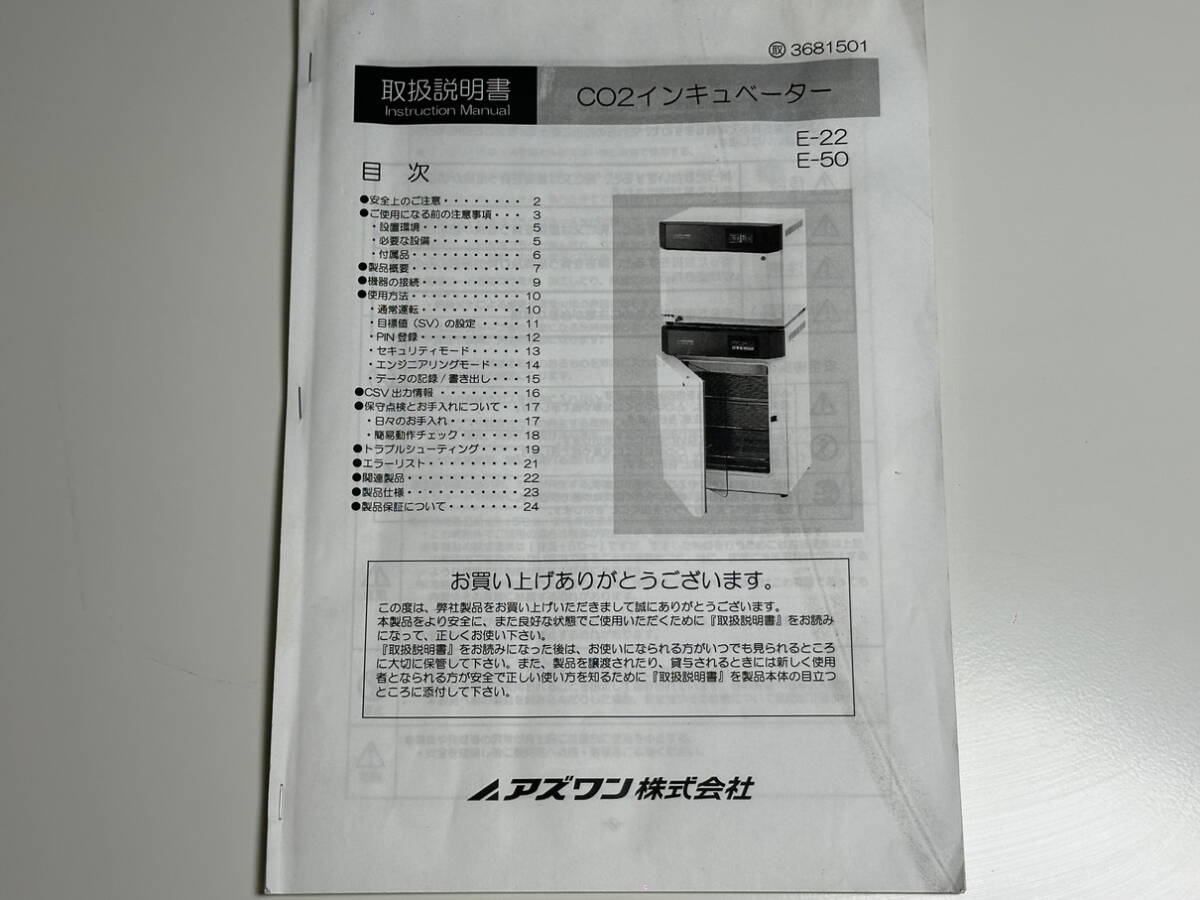 取 3681501
取扱説明書
Instruction Manual
CO2インキュベーター
E-22
E-50
目 次
●安全上のご注意・・・・・・・・2
●ご使用になる前の注意事項・・・3
・設置環境・・・・・・・・・・5
・必要な設備・・・・・・・・・5
・付属品・・・・・・・・・・・6
●製品概要・・・・・・・・・・・7
●機器の接続・・・・・・・・・・9
●使用方法・・・・・・・・・・・10
・通常運転・・・・・・・・・・10
・目標値（SV）の設定 ・・・・11
・PIN 登録・・・・・・・・・・12
・セキュリティモード・・・・・13
・エンジニアリングモード・・・14
・データの記録 / 書き出し・・・15
●CSV 出力情報 ・・・・・・・・16
●保守点検とお手入れについて・・17
・日々のお手入れ・・・・・・・17
・簡易動作チェック・・・・・・18
●トラブルシューティング・・・・19
●エラーリスト・・・・・・・・・21
●関連製品・・・・・・・・・・・22
●製品仕様・・・・・・・・・・・23
●製品保証について・・・・・・・24
お買い上げありがとうございます。
この度は、弊社製品をお買い上げいただきまして誠にありがとうございます。
本製品をより安全に、また良好な状態でご使用いただくために『取扱説明書』をお読み
になって、正しくお使い下さい。
『取扱説明書』をお読みになった後は、お使いになられる方がいつでも見られるところ
に大切に保管して下さい。また、製品を譲渡されたり、貸与されるときには新しく使用
者となられる方が安全で正しい使い方を知るために『取扱説明書』を製品本体の目立つ
ところに添付して下さい。
アズワン株式会社